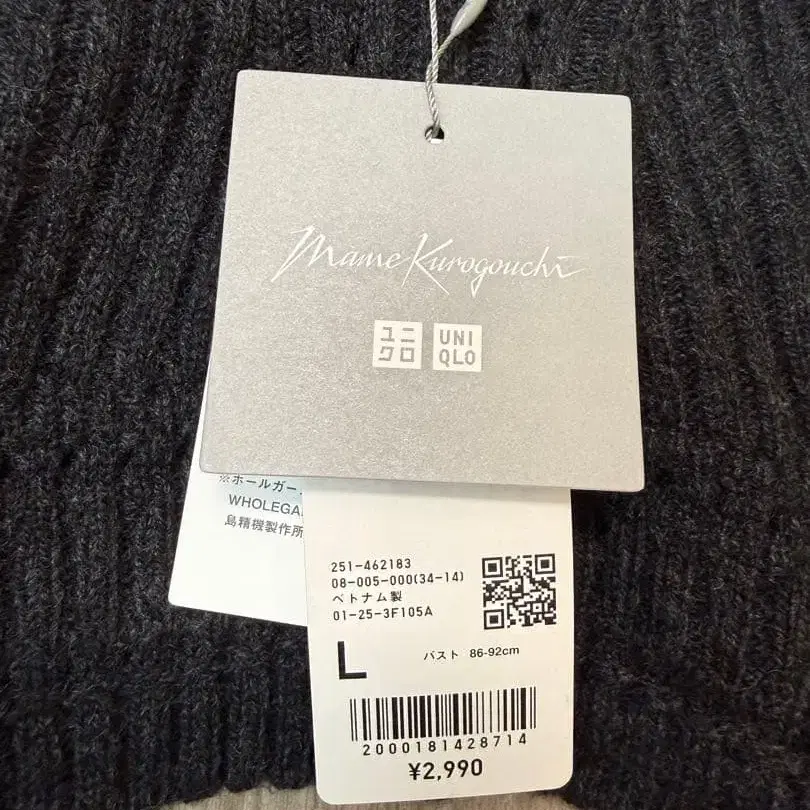 Mame Kurogouchi
ユニクロ
UNIQLO
※ホールガー
WHOLEGA
島精機製作所
251-462183
08-005-000(34-14)
ベトナム製
01-25-3F105A
L バスト 86-92cm
2000181428714
¥2,990